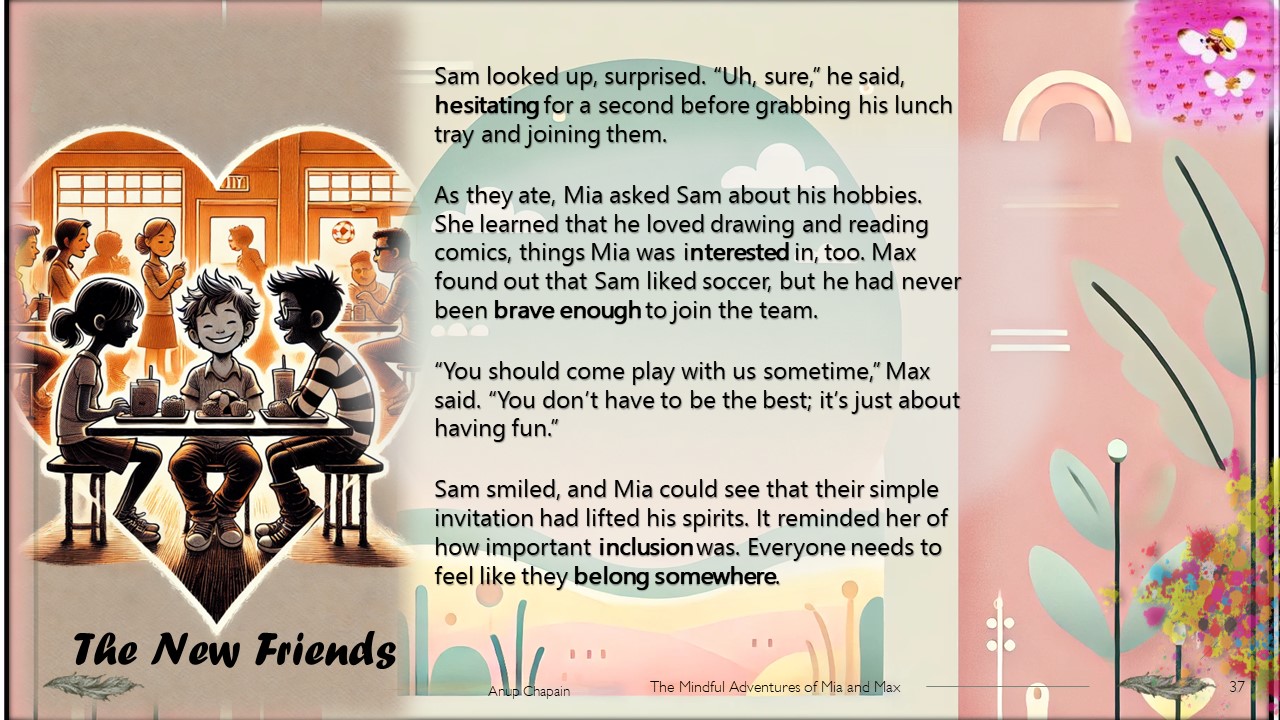 Sam looked up, surprised. “Uh, sure,” he said,
hesitating for a second before grabbing his lunch
tray and joining them.
As they ate, Mia asked Sam about his hobbies.
She learned that he loved drawing and reading
comics, things Mia was interested in, too. Max
found out that Sam liked soccer, but he had never
been brave enough to join the team.
“You should come play with us sometime,” Max
said. “You don’t have to be the best; it’s just about
having fun.”
Sam smiled, and Mia could see that their simple
invitation had lifted his spirits. It reminded her of
how important inclusion was. Everyone needs to
feel like they belong somewhere.
The New Friends
Anup Chapain
The Mindful Adventures of Mia and Max
37